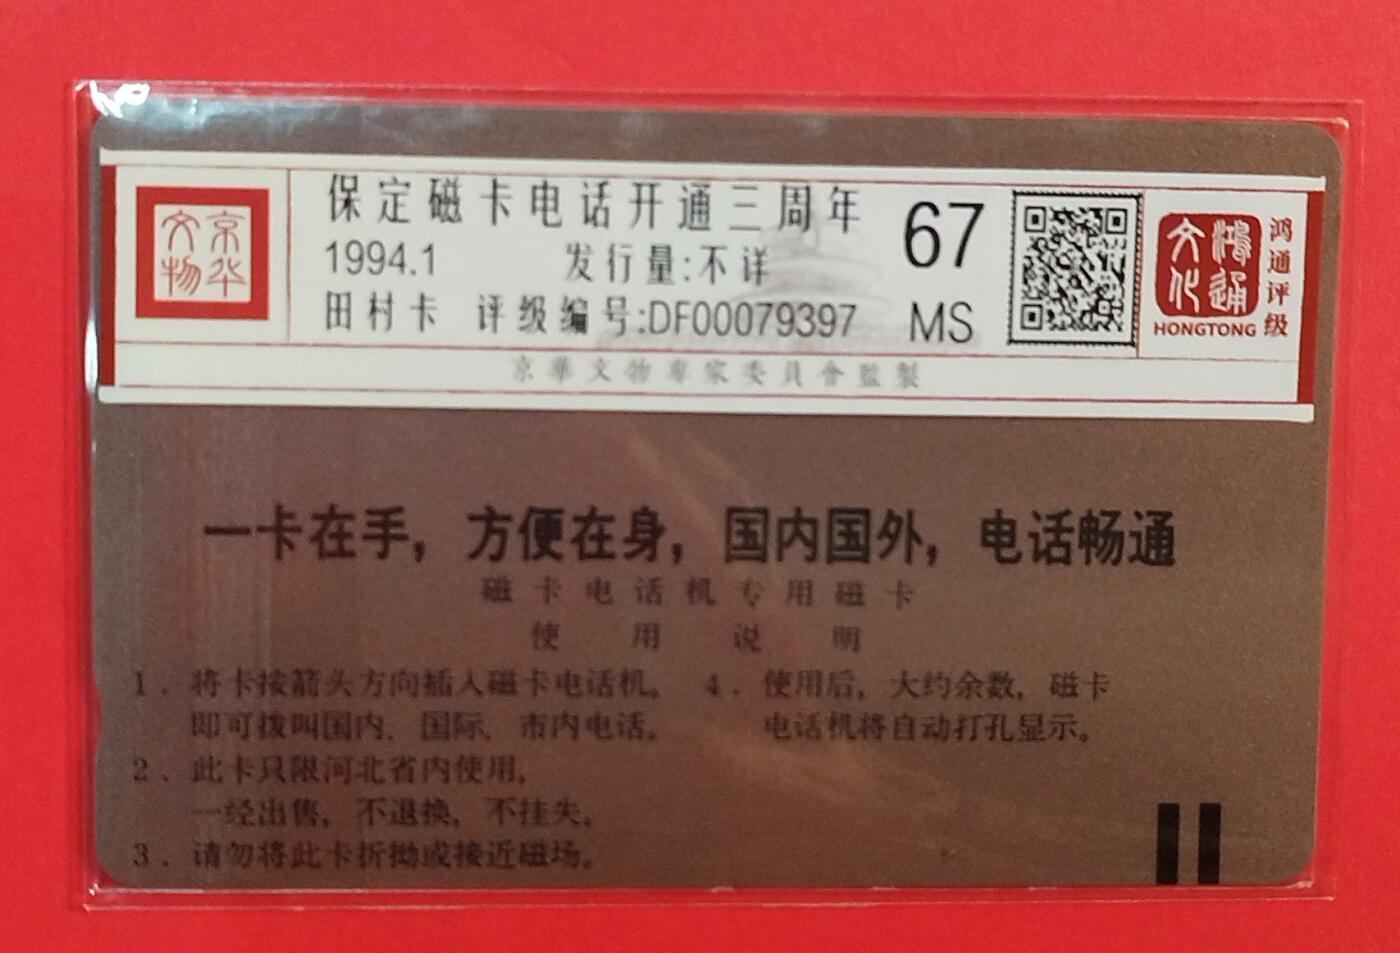 京华文物
保定磁卡电话开通三周年
1994.1 发行量:不详
田村卡 评级编号:DF00079397
67
MS
鸿通文化
HONGTONG
鸿通评级
京華文物專家委員會監製
一卡在手，方便在身，国内国外，电话畅通
磁卡电话机专用磁卡
使用说明
1．将卡按箭头方向插入磁卡电话机。
即可拨叫国内、国际、市内电话。
2．此卡只限河北省内使用，
一经出售，不退换，不挂失。
3．请勿将此卡折拗或接近磁场。
4．使用后，大约余数，磁卡
电话机将自动打孔显示。